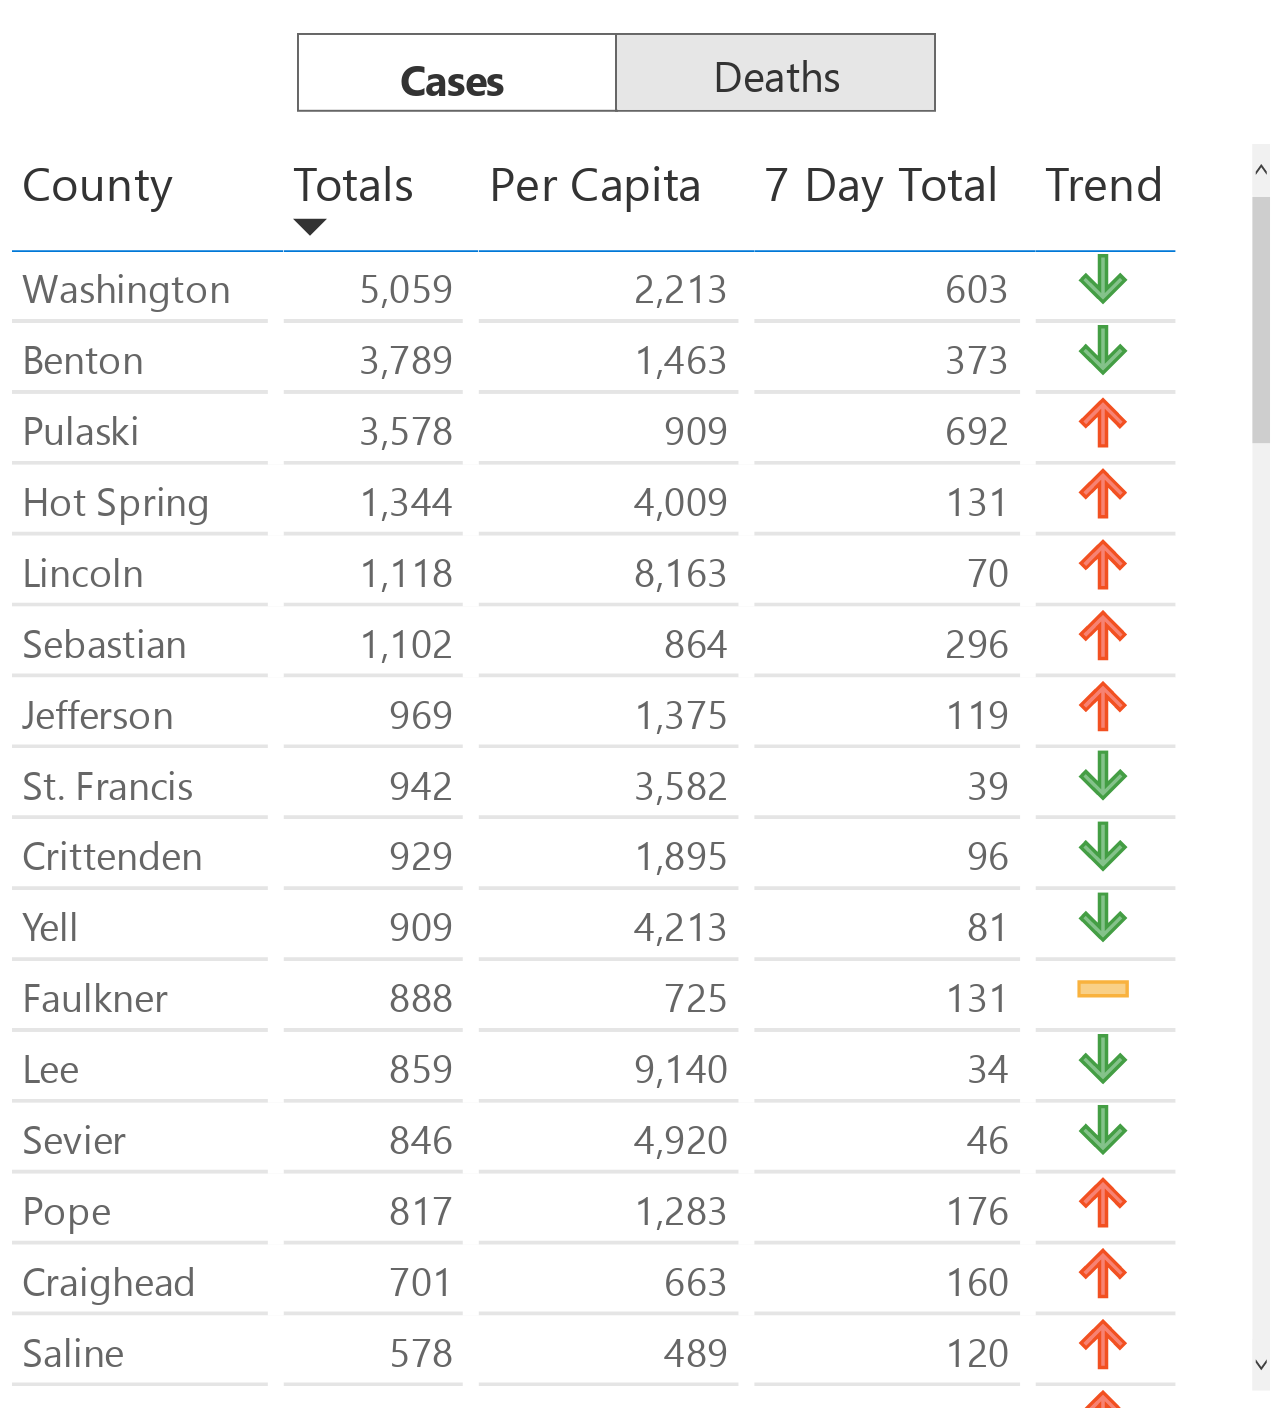 Cases Deaths
County Totals Per Capita 7 Day Total Trend
Washington 5,059 2,213 603
Benton 3,789 1,463 373
Pulaski 3,578 909 692
Hot Spring 1,344 4,009 131
Lincoln 1,118 8,163 70
Sebastian 1,102 864 296
Jefferson 969 1,375 119
St. Francis 942 3,582 39
Crittenden 929 1,895 96
Yell 909 4,213 81
Faulkner 888 725 131
Lee 859 9,140 34
Sevier 846 4,920 46
Pope 817 1,283 176
Craighead 701 663 160
Saline 578 489 120